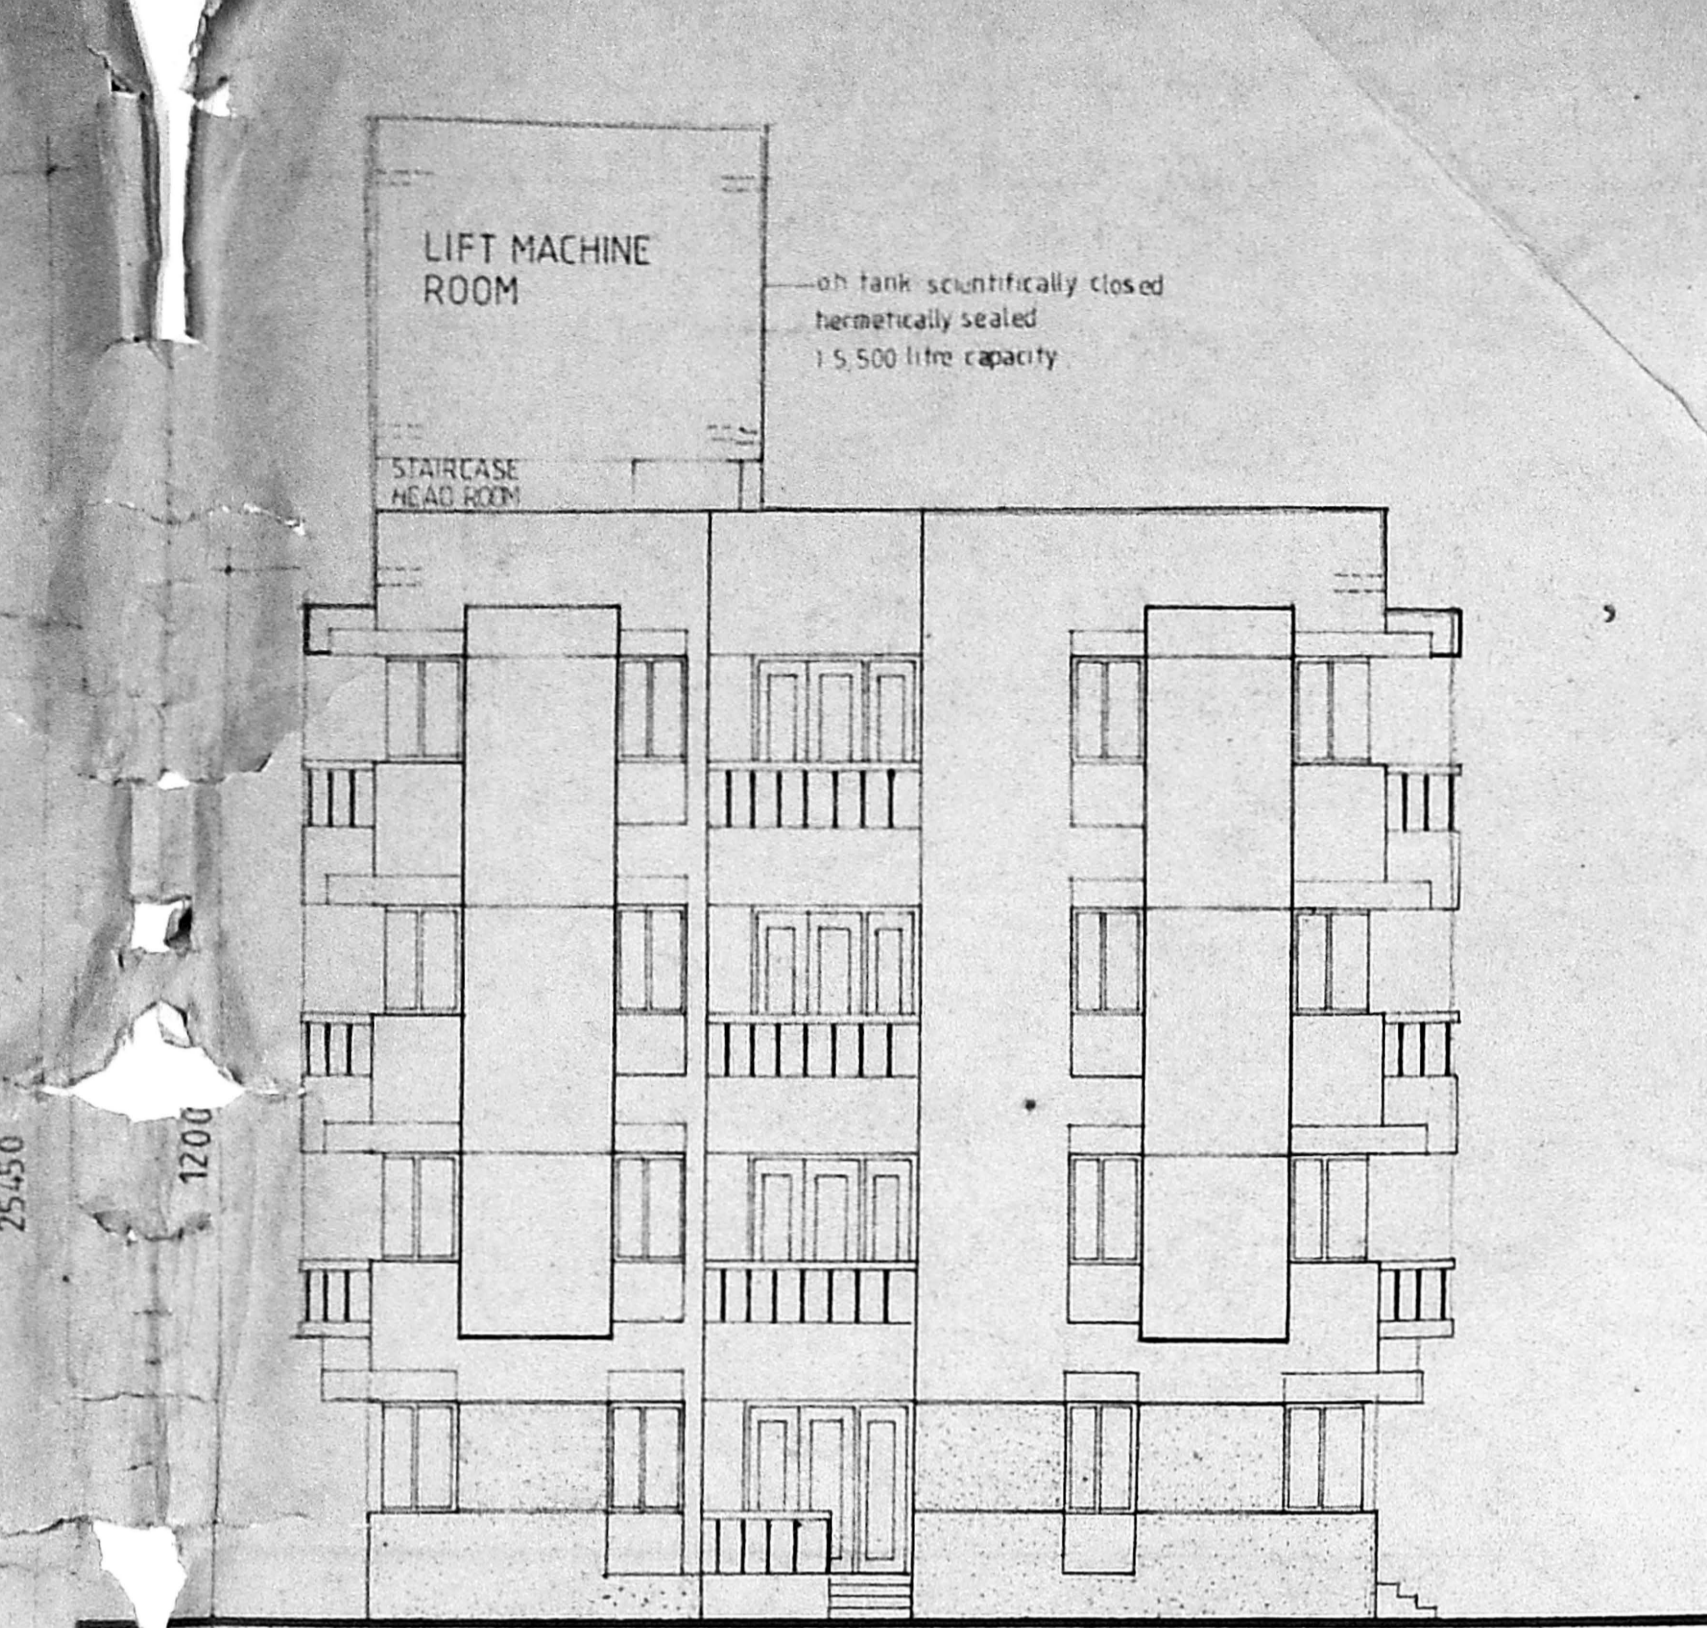 LIFT MACHINE
ROOM
oh tank scientifically closed
hermetically sealed
15,500 litre capacity
STAIRCASE
HEAD ROOM
1200
25450